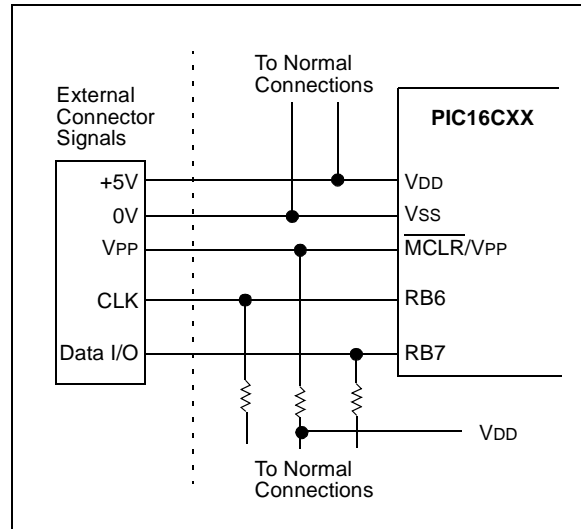 To Normal
Connections
External
Connector
Signals
PIC16CXX
+5V
VDD
0V
VSS
VPP
MCLR/VPP
CLK
RB6
Data I/O
RB7
VDD
To Normal
Connections